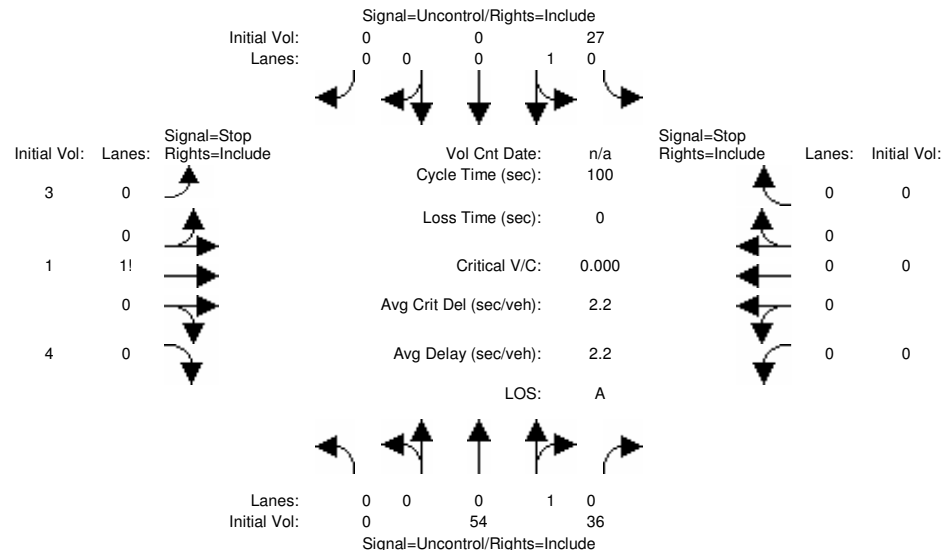 Signal=Uncontrol/Rights=Include
Initial Vol: 0 0 27
Lanes: 0 0 0 1 0
Signal=Stop
Initial Vol: Lanes: Rights=Include
Vol Cnt Date: n/a
Signal=Stop
Rights=Include Lanes: Initial Vol:
Cycle Time (sec): 100
3 0
0 0
Loss Time (sec): 0
0
0
1 1!
Critical V/C: 0.000
0 0
0
Avg Crit Del (sec/veh): 2.2
0
4 0
Avg Delay (sec/veh): 2.2
0 0
LOS: A
Lanes: 0 0 0 1 0
Initial Vol: 0 54 36
Signal=Uncontrol/Rights=Include